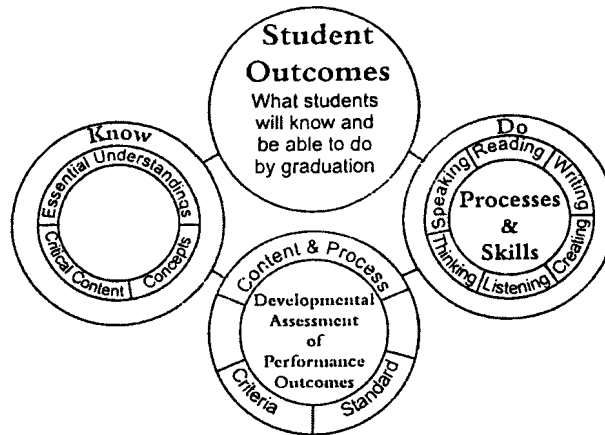 Student
Outcomes
What students
will know and
be able to do
by graduation
Know
Essential Understandings
Critical Content
Concepts
Do
Speaking
Reading
Writing
Thinking
Listening
Creating
Processes
&
Skills
Content & Process
Developmental
Assessment
of
Performance
Outcomes
Criteria
Standard